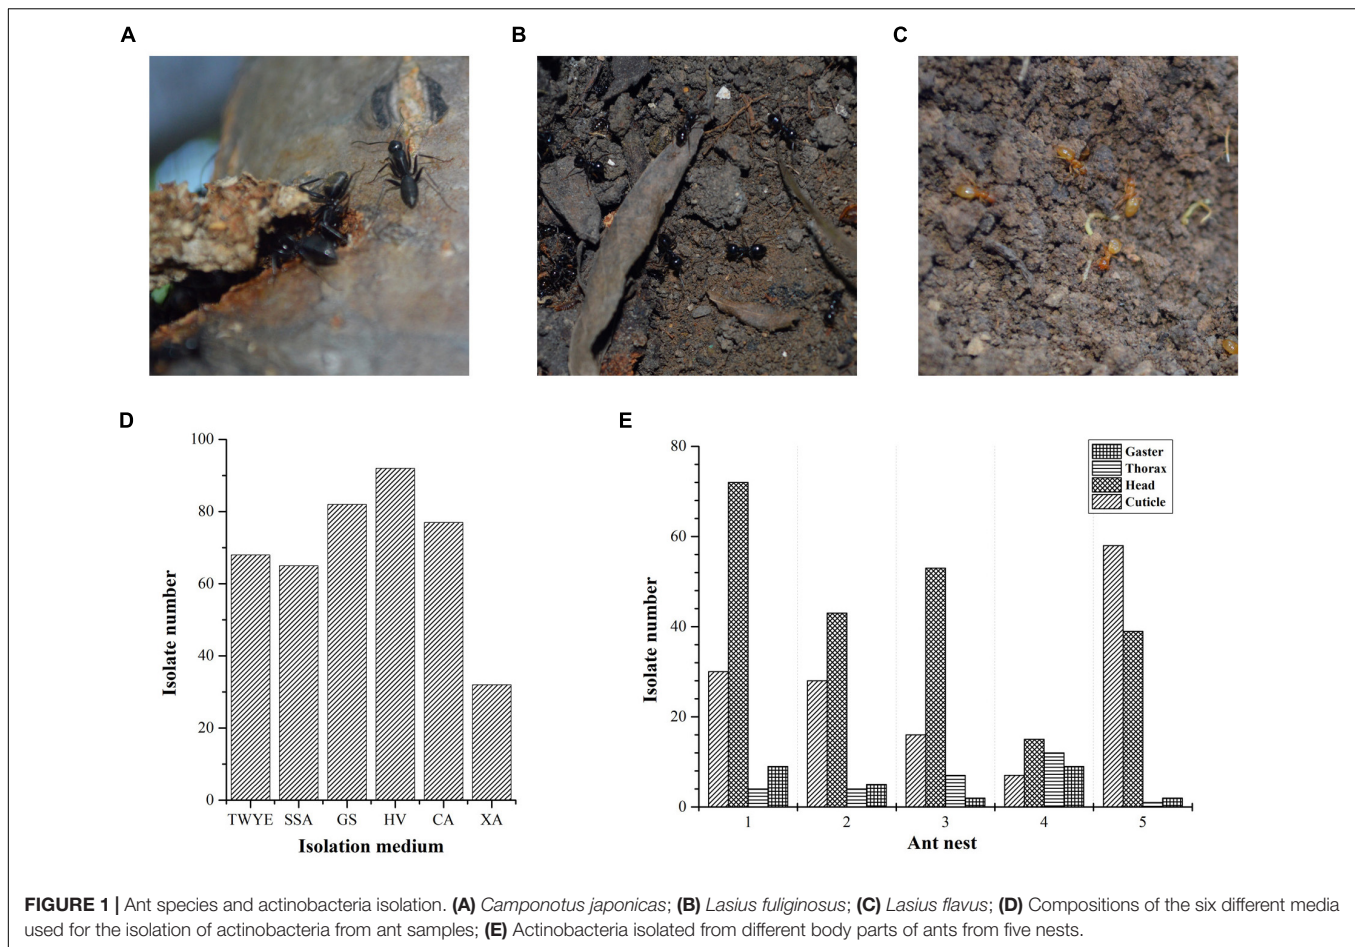 A
B
C
D
100
80
60
40
20
0
Isolate number
TWYE SSA GS HV CA XA
Isolation medium
E
80
60
40
20
0
Isolate number
Gaster
Thorax
Head
Cuticle
1 2 3 4 5
Ant nest
FIGURE 1 | Ant species and actinobacteria isolation. (A) Camponotus japonicas; (B) Lasius fuliginosus; (C) Lasius flavus; (D) Compositions of the six different media
used for the isolation of actinobacteria from ant samples; (E) Actinobacteria isolated from different body parts of ants from five nests.